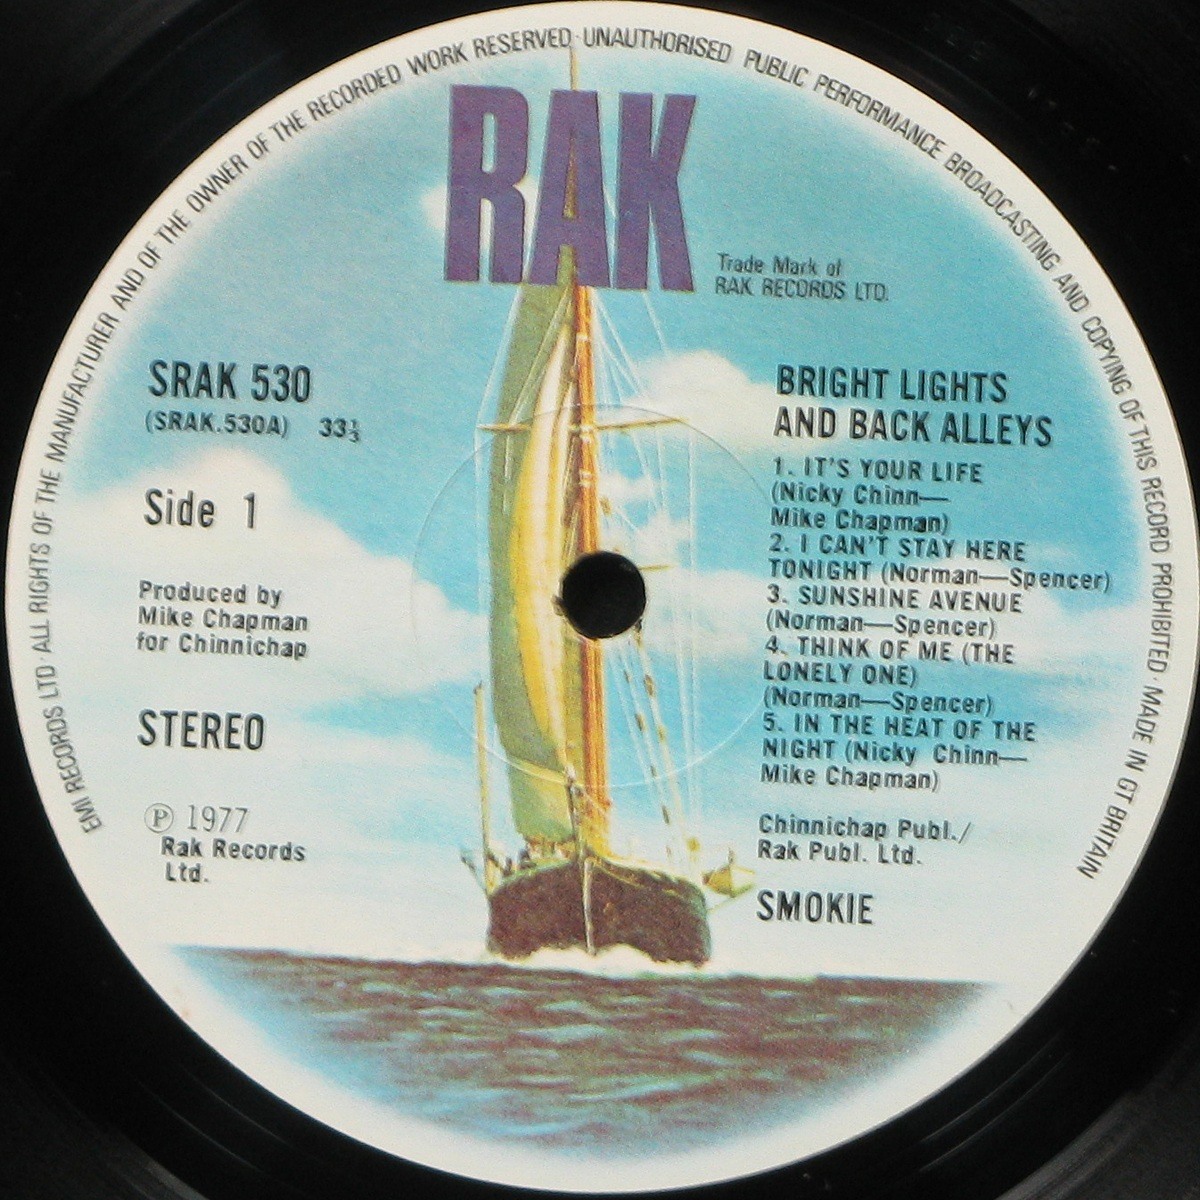 EMI RECORDS LTD · ALL RIGHTS OF THE MANUFACTURER AND OF THE OWNER OF THE RECORDED WORK RESERVED · UNAUTHORISED PUBLIC PERFORMANCE BROADCASTING AND COPYING OF THIS RECORD PROHIBITED · MADE IN GT BRITAIN
RAK
Trade Mark of
RAK RECORDS LTD.
SRAK 530
(SRAK.530A) 33⅓
Side 1
Produced by
Mike Chapman
for Chinnichap
STEREO
Ⓟ 1977
Rak Records
Ltd.
BRIGHT LIGHTS
AND BACK ALLEYS
1. IT'S YOUR LIFE
(Nicky Chinn—
Mike Chapman)
2. I CAN'T STAY HERE
TONIGHT (Norman—Spencer)
3. SUNSHINE AVENUE
(Norman—Spencer)
4. THINK OF ME (THE
LONELY ONE)
(Norman—Spencer)
5. IN THE HEAT OF THE
NIGHT (Nicky Chinn—
Mike Chapman)
Chinnichap Publ./
Rak Publ. Ltd.
SMOKIE